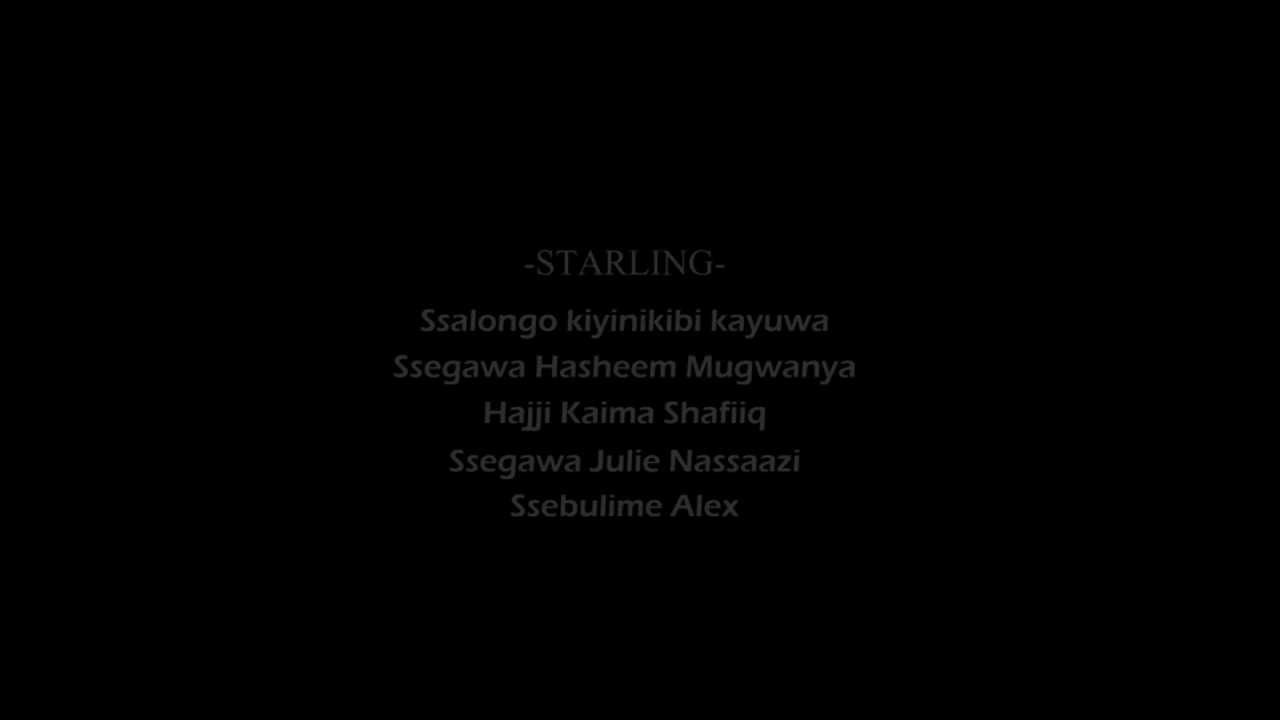 -STARLING-
Ssalongo kiyinikibi kayuwa
Ssegawa Hasheem Mugwanya
Hajji Kaima Shafiiq
Ssegawa Julie Nassaazi
Ssebulime Alex